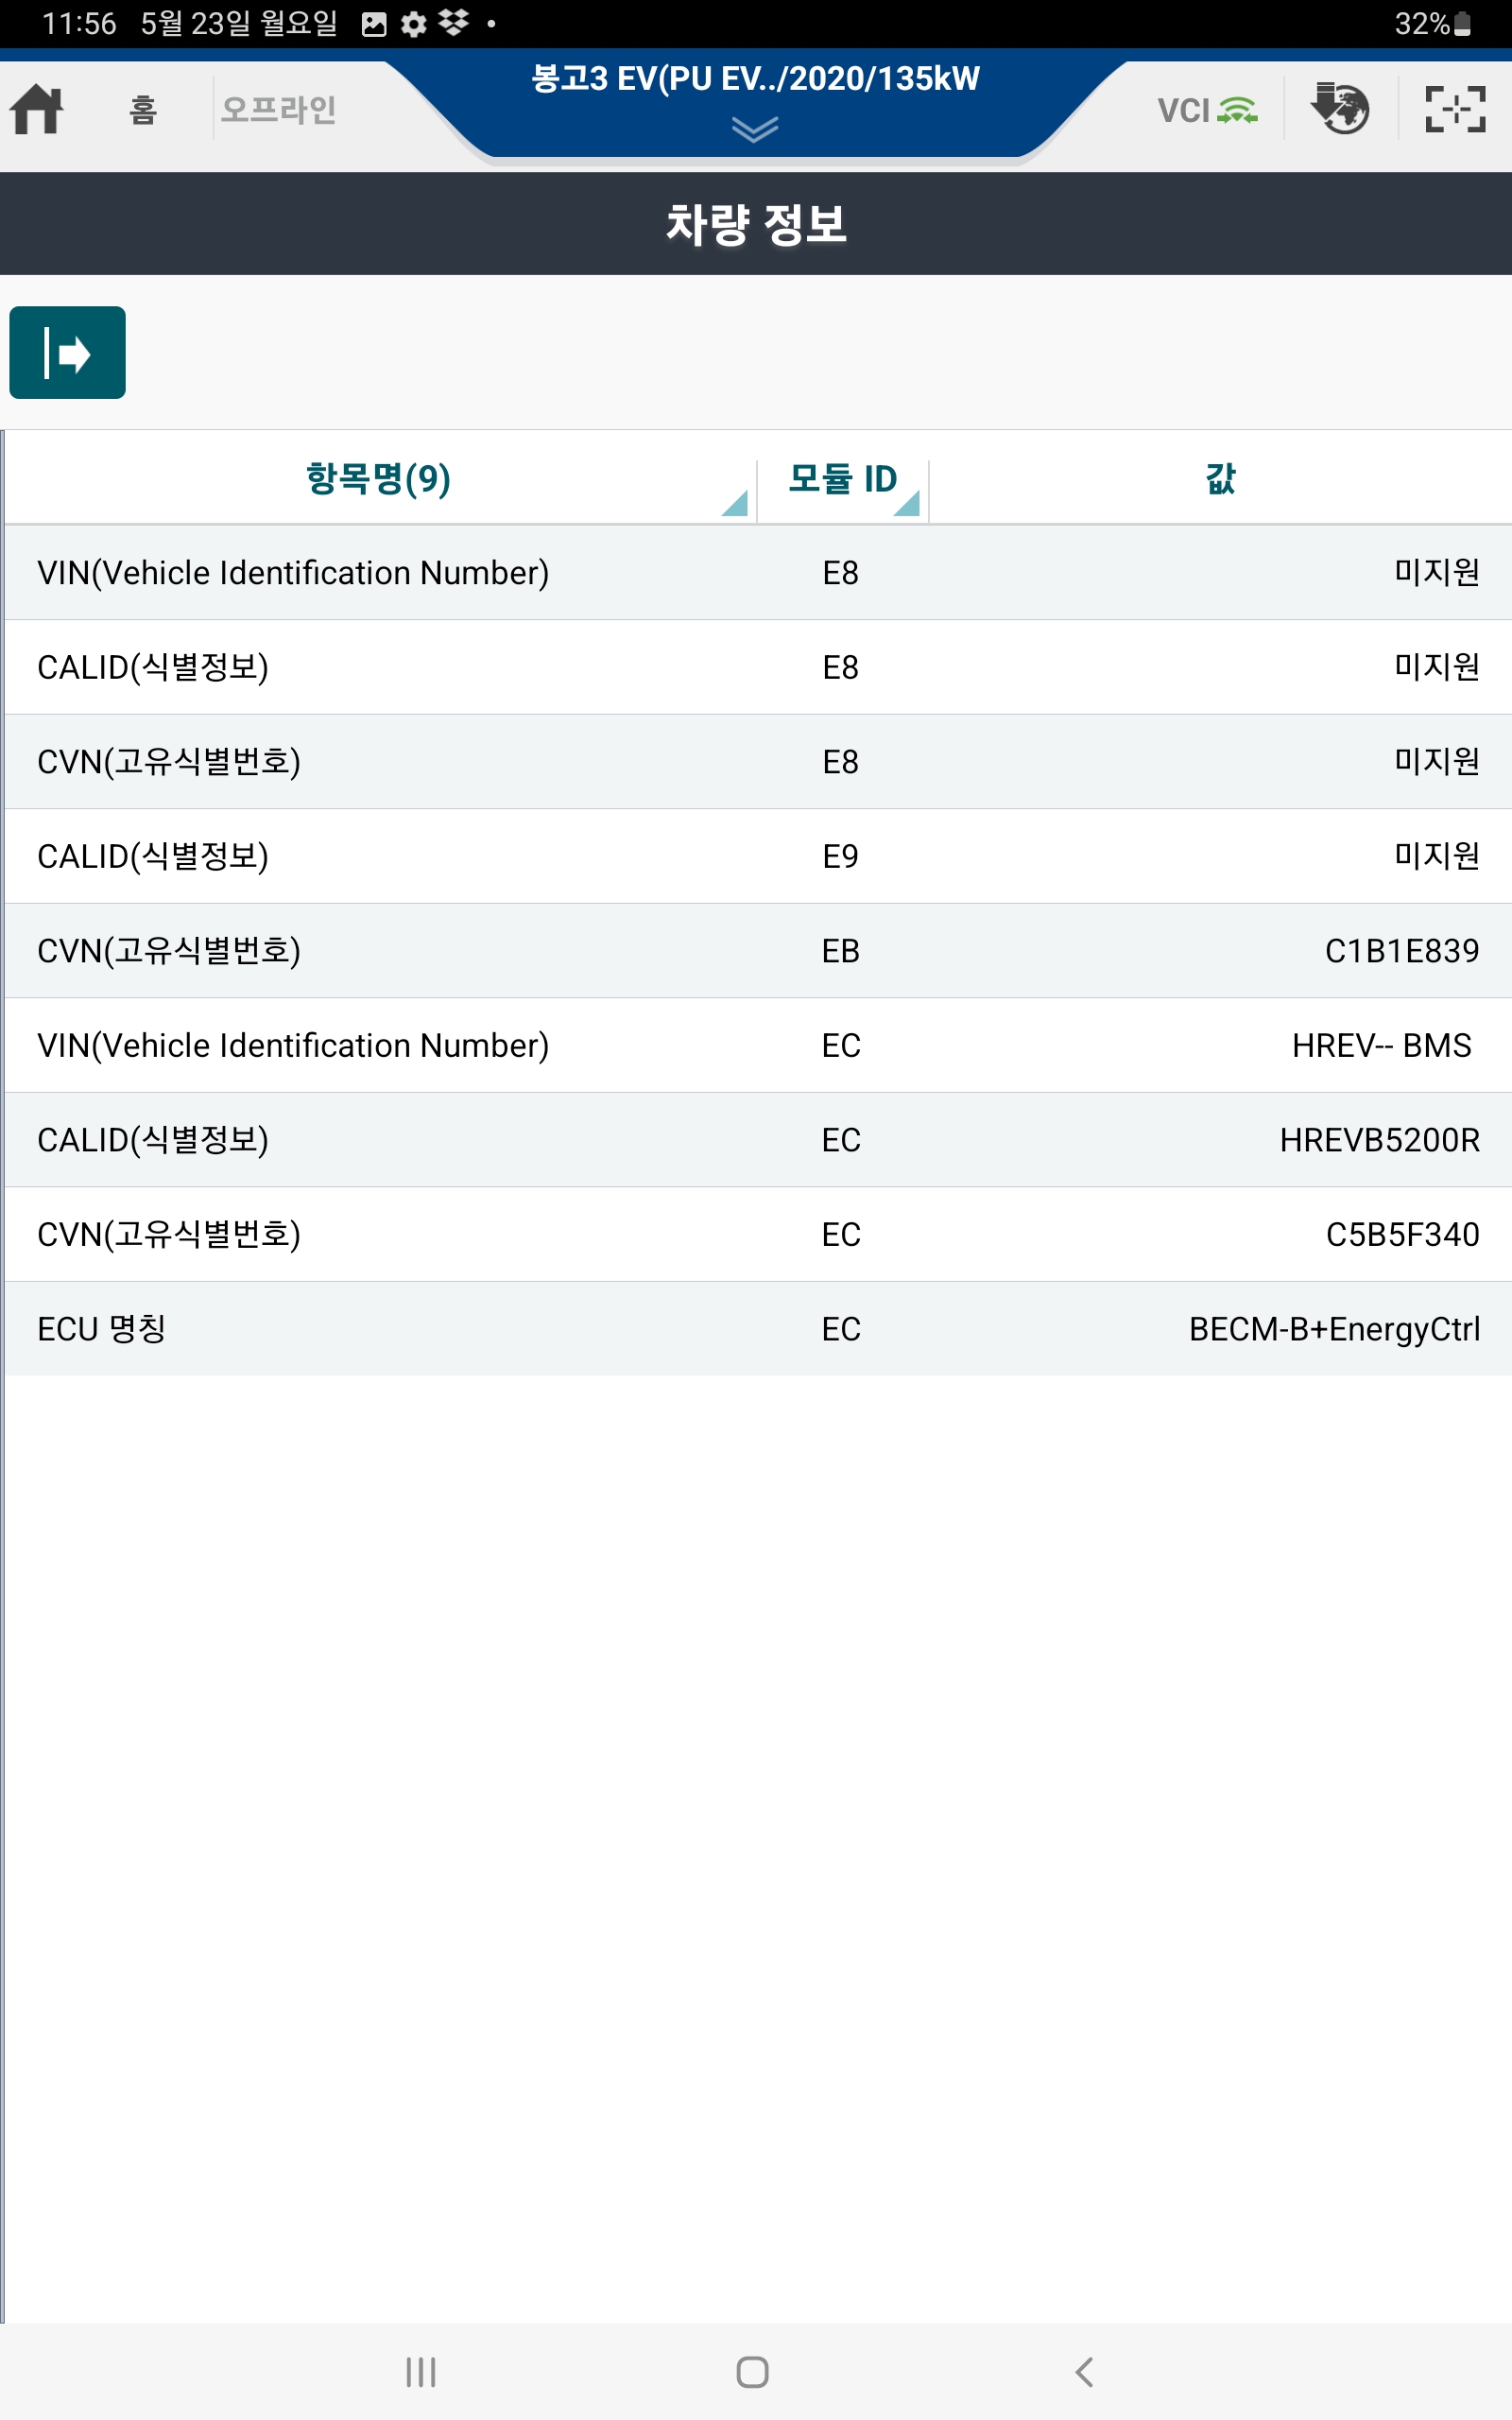 11:56 5월 23일 월요일 32%
봉고3 EV(PU EV../2020/135kW
홈 오프라인 VCI
차량 정보
항목명(9) 모듈 ID 값
VIN(Vehicle Identification Number) E8 미지원
CALID(식별정보) E8 미지원
CVN(고유식별번호) E8 미지원
CALID(식별정보) E9 미지원
CVN(고유식별번호) EB C1B1E839
VIN(Vehicle Identification Number) EC HREV-- BMS
CALID(식별정보) EC HREVB5200R
CVN(고유식별번호) EC C5B5F340
ECU 명칭 EC BECM-B+EnergyCtrl